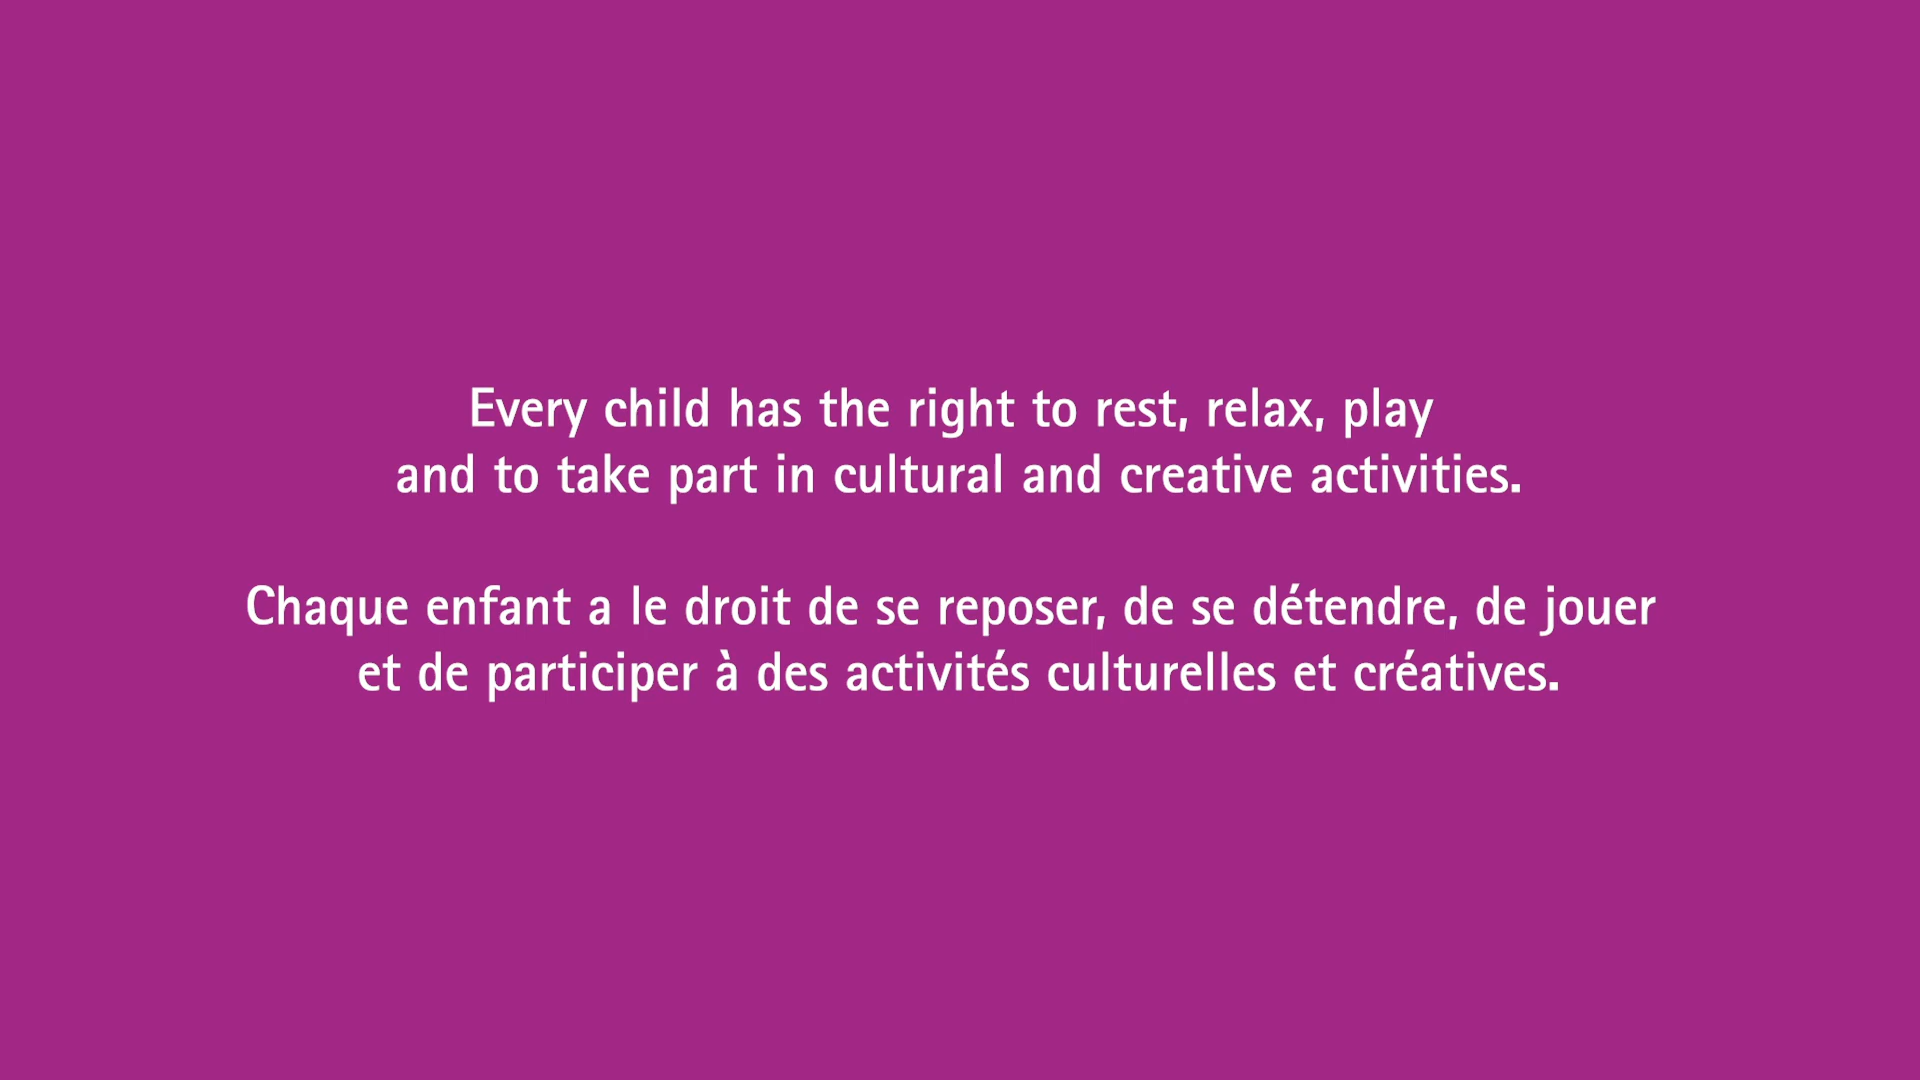 Every child has the right to rest, relax, play
and to take part in cultural and creative activities.
Chaque enfant a le droit de se reposer, de se détendre, de jouer
et de participer à des activités culturelles et créatives.